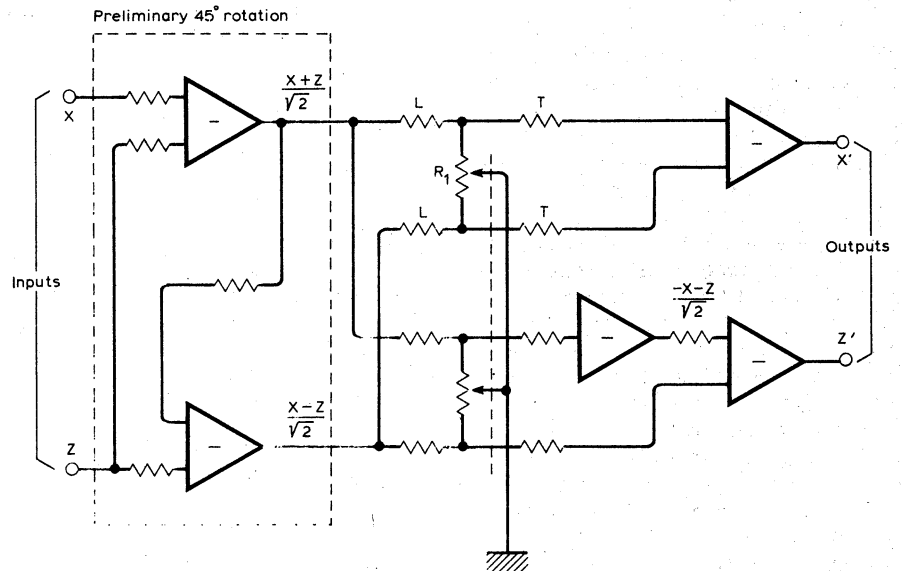 Preliminary 45° rotation
X+Z
√2
L
T
X
R₁
X'
L
T
Inputs
Outputs
-X-Z
√2
Z'
X-Z
√2
Z